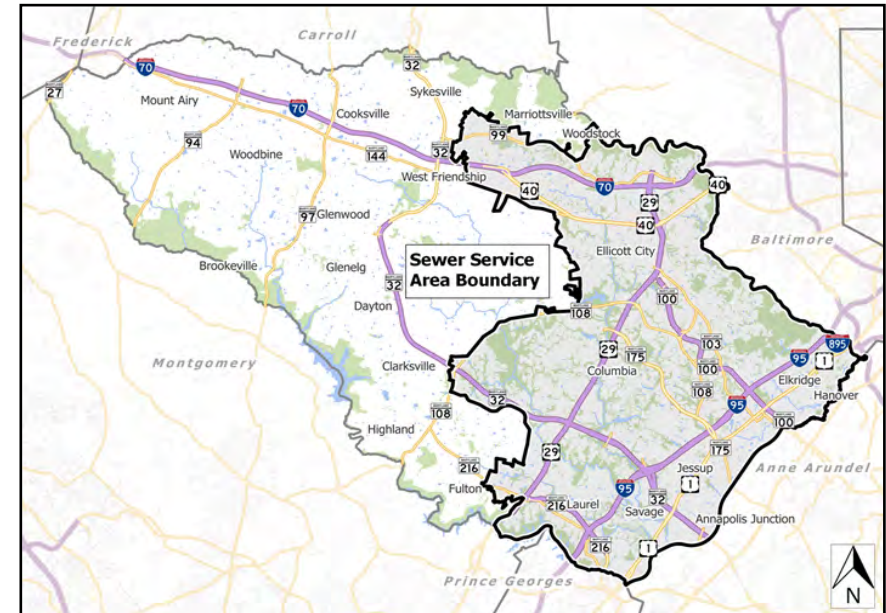 Frederick
Carroll
32
70
Sykesville
27
Mount Airy
70
Cooksville
Marriottsville
99
Woodstock
94
Woodbine
144
32
West Friendship
40
70
29
40
97
Glenwood
40
Ellicott City
Baltimore
Brookeville
Glenelg
Sewer Service
Area Boundary
32
100
Dayton
108
29
175
103
95
895
1
Montgomery
Columbia
100
Clarksville
Elkridge
32
108
95
Hanover
108
100
Highland
29
175
216
Jessup
Anne Arundel
Fulton
95
32
1
216
Laurel
Savage
Annapolis Junction
216
1
Prince Georges
N